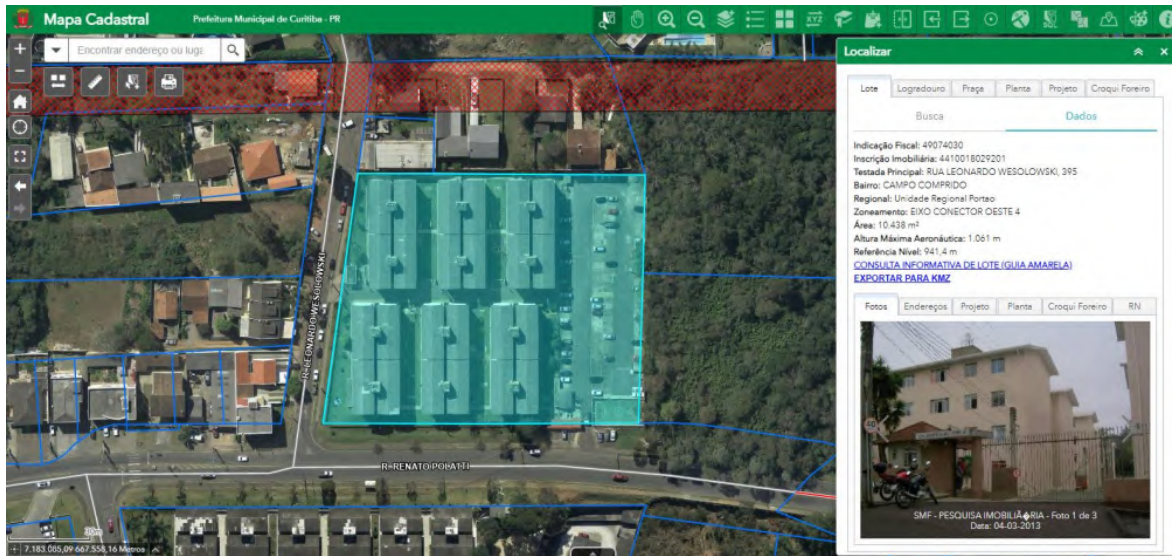 Mapa Cadastral
Prefeitura Municipal de Curitiba - PR
XYZ
Encontrar endereço ou luga
R. LEONARDO WESOLOWSKI
R. RENATO POLATTI
30m
7.183.085,09 667.558,16 Metros
Localizar
Lote Logradouro Praça Planta Projeto Croqui Foreiro
Busca Dados
Indicação Fiscal: 49074030
Inscrição Imobiliária: 4410018029201
Testada Principal: RUA LEONARDO WESOLOWSKI, 395
Bairro: CAMPO COMPRIDO
Regional: Unidade Regional Portao
Zoneamento: EIXO CONECTOR OESTE 4
Área: 10.438 m²
Altura Máxima Aeronáutica: 1.061 m
Referência Nível: 941,4 m
CONSULTA INFORMATIVA DE LOTE (GUIA AMARELA)
EXPORTAR PARA KMZ
Fotos Endereços Projeto Planta Croqui Foreiro RN
SMF - PESQUISA IMOBILIÃ�RIA - Foto 1 de 3
Data: 04-03-2013